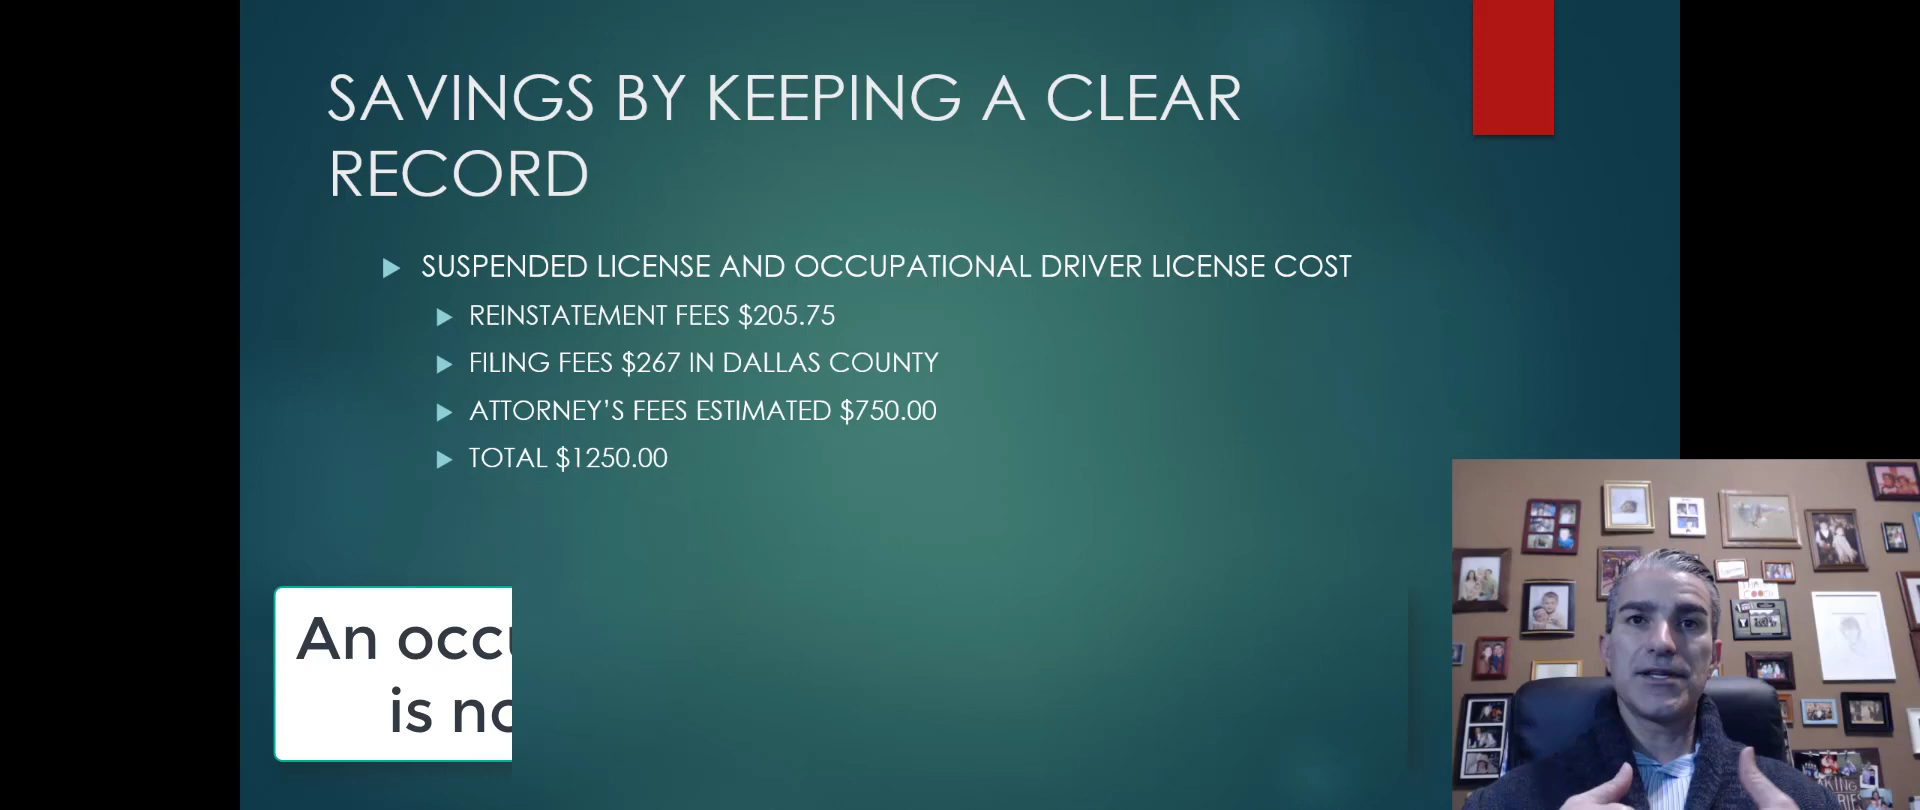 SAVINGS BY KEEPING A CLEAR
RECORD
SUSPENDED LICENSE AND OCCUPATIONAL DRIVER LICENSE COST
REINSTATEMENT FEES $205.75
FILING FEES $267 IN DALLAS COUNTY
ATTORNEY’S FEES ESTIMATED $750.00
TOTAL $1250.00
An
is